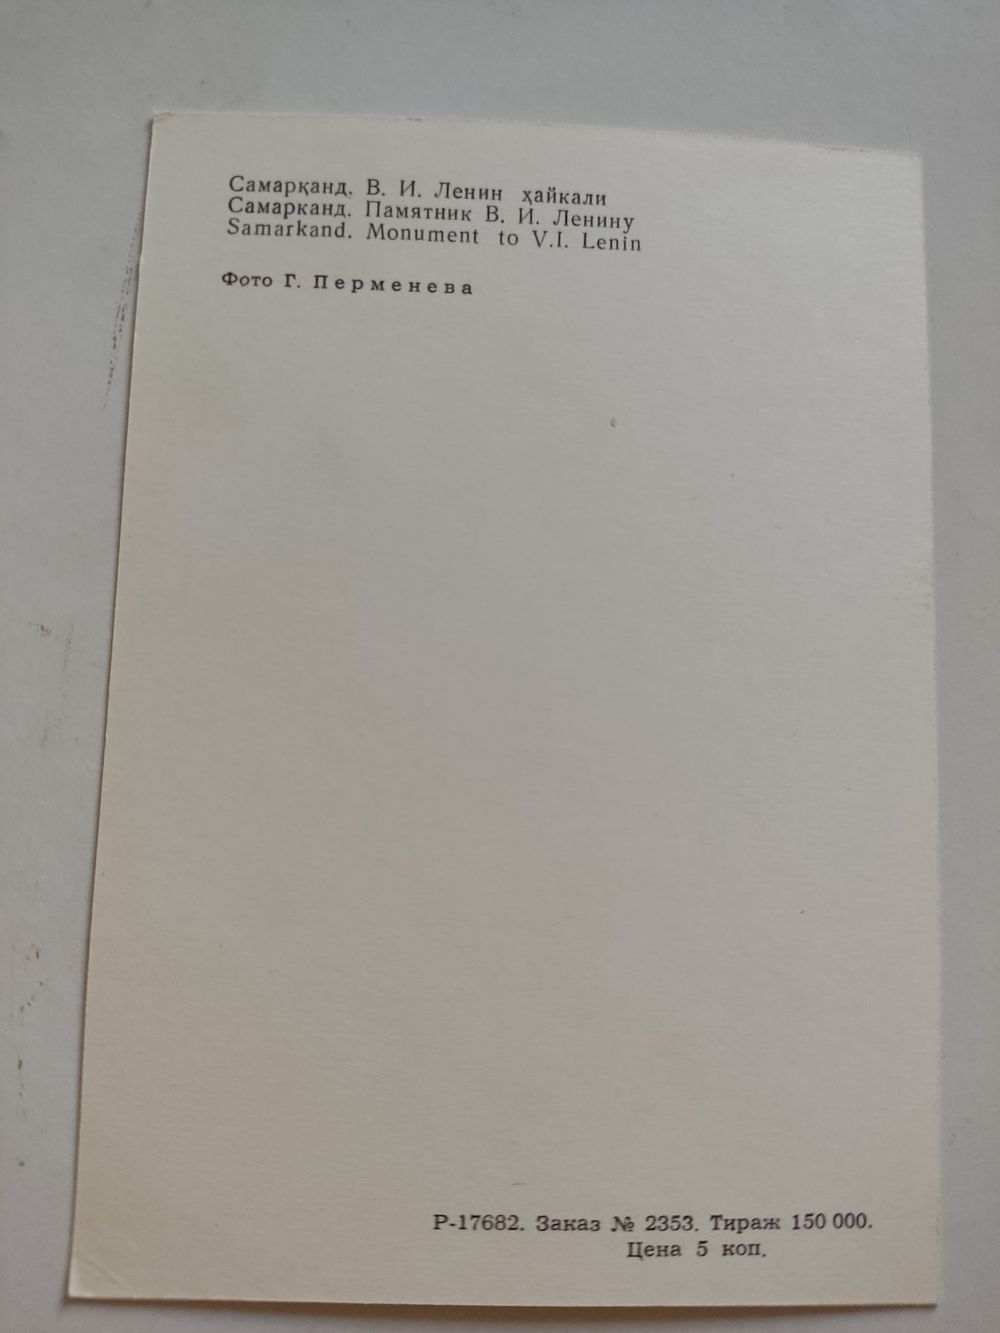 Самарқанд. В. И. Ленин ҳайкали
Самарканд. Памятник В. И. Ленину
Samarkand. Monument to V.I. Lenin
Фото Г. Перменева
Р-17682. Заказ № 2353. Тираж 150 000.
Цена 5 коп.